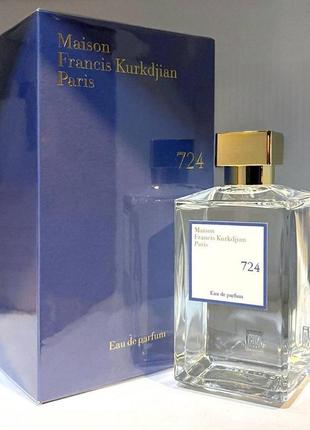 Maison
Francis Kurkdjian
Paris
724
Eau de parfum
Maison
Francis Kurkdjian
Paris
724
Eau de parfum